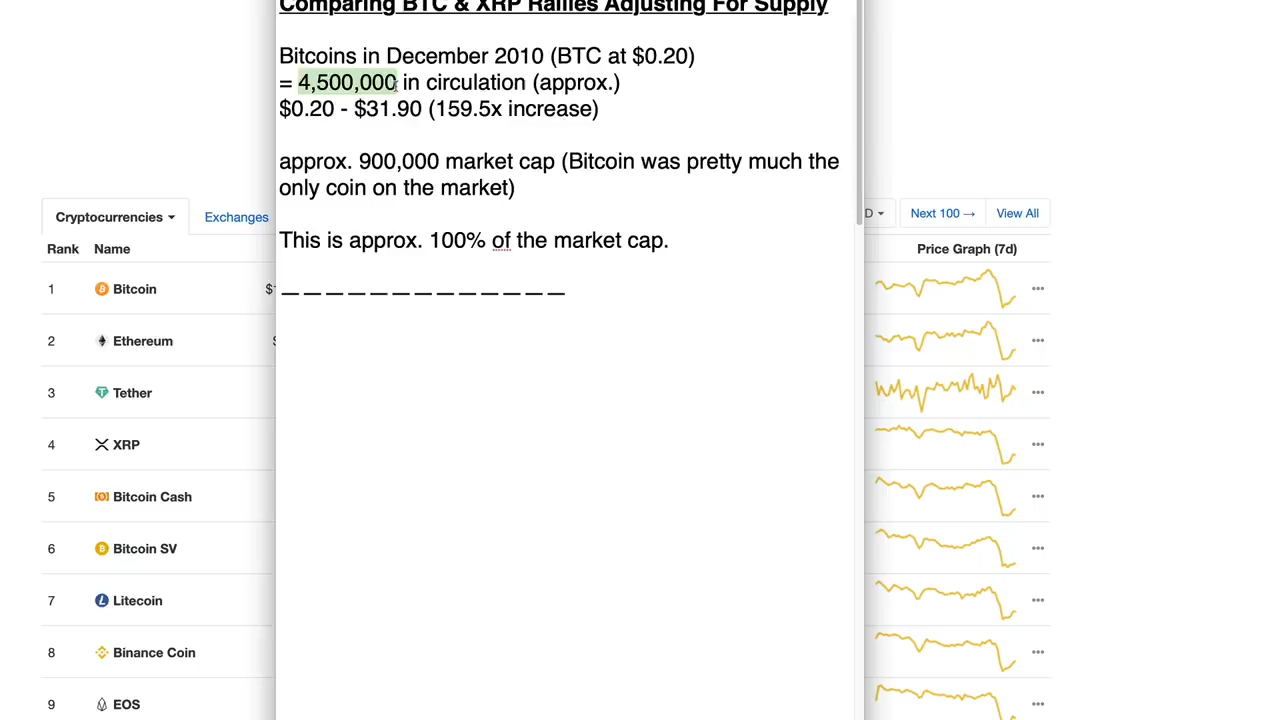 Comparing BTC & XRP Rallies Adjusting For Supply
Bitcoins in December 2010 (BTC at $0.20)
= 4,500,000 in circulation (approx.)
$0.20 - $31.90 (159.5x increase)
approx. 900,000 market cap (Bitcoin was pretty much the
only coin on the market)
This is approx. 100% of the market cap.
_ _ _ _ _ _ _ _ _ _ _ _ _
Cryptocurrencies Exchanges
Next 100 → View All
Rank Name Price Graph (7d)
1 Bitcoin
2 Ethereum
3 Tether
4 XRP
5 Bitcoin Cash
6 Bitcoin SV
7 Litecoin
8 Binance Coin
9 EOS